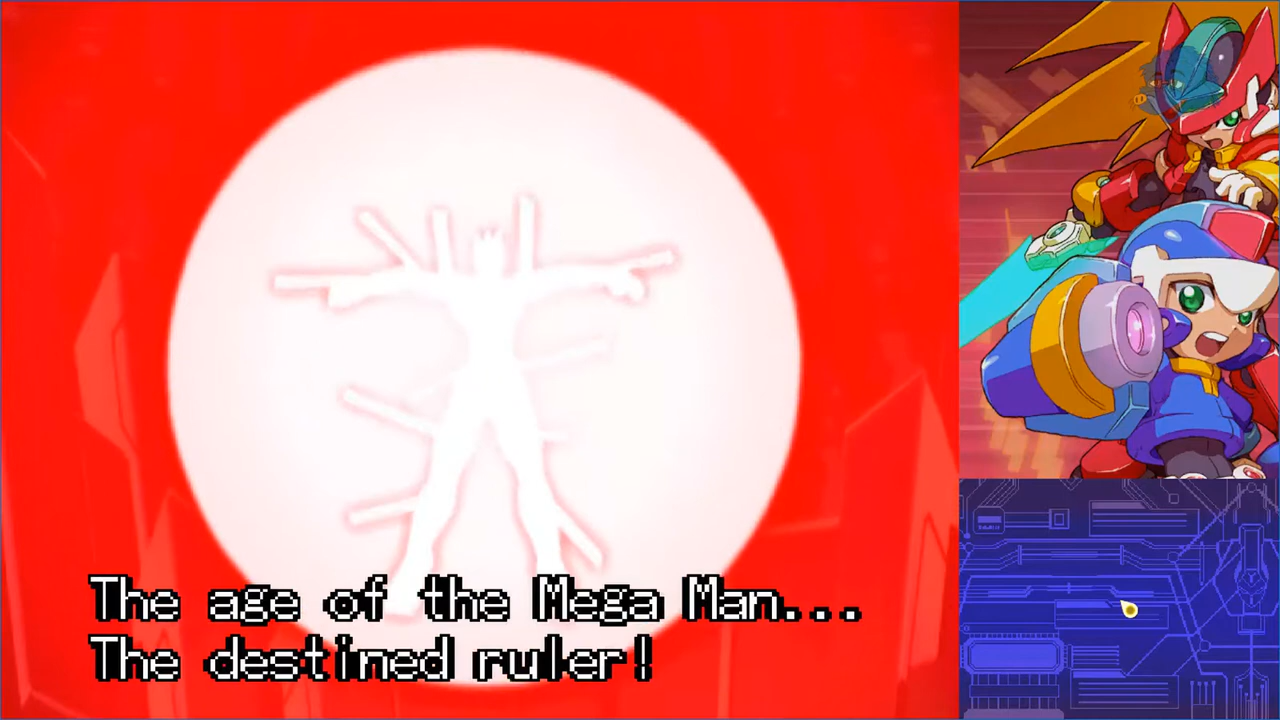 The age of the Mega Man...
The destined ruler!